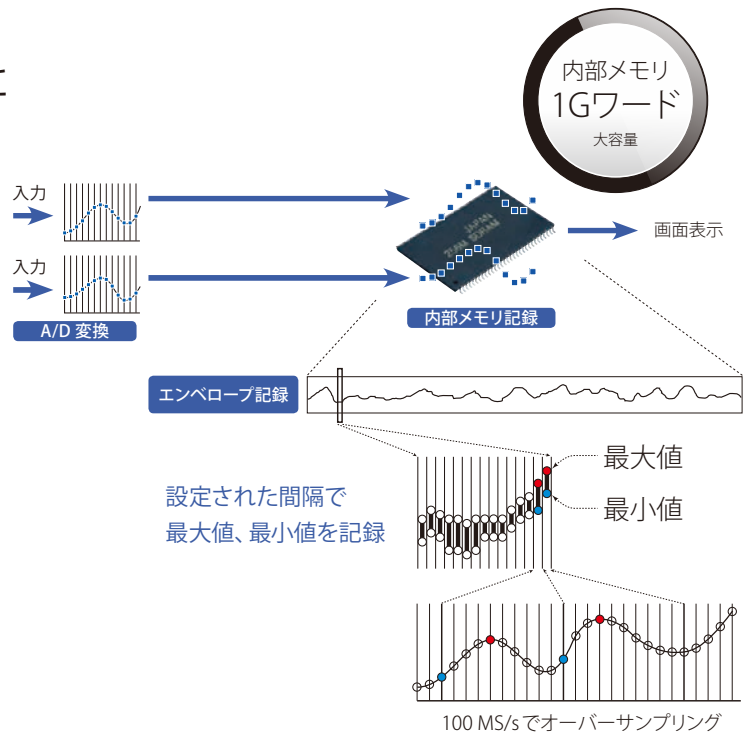 に
内部メモリ
1Gワード
大容量
入力
入力
A/D 変換
JAPAN
内部メモリ記録
画面表示
エンベロープ記録
設定された間隔で
最大値、最小値を記録
最大値
最小値
100 MS/s でオーバーサンプリング